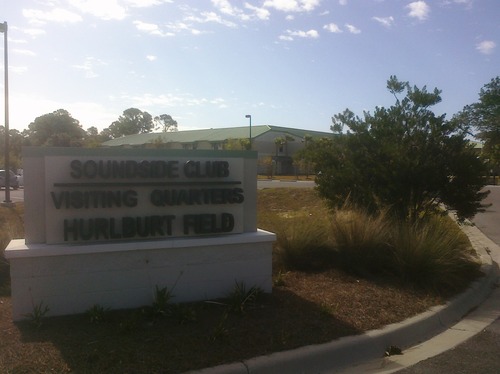 SOUNDSIDE CLUB
VISITING QUARTERS
HURLBURT FIELD